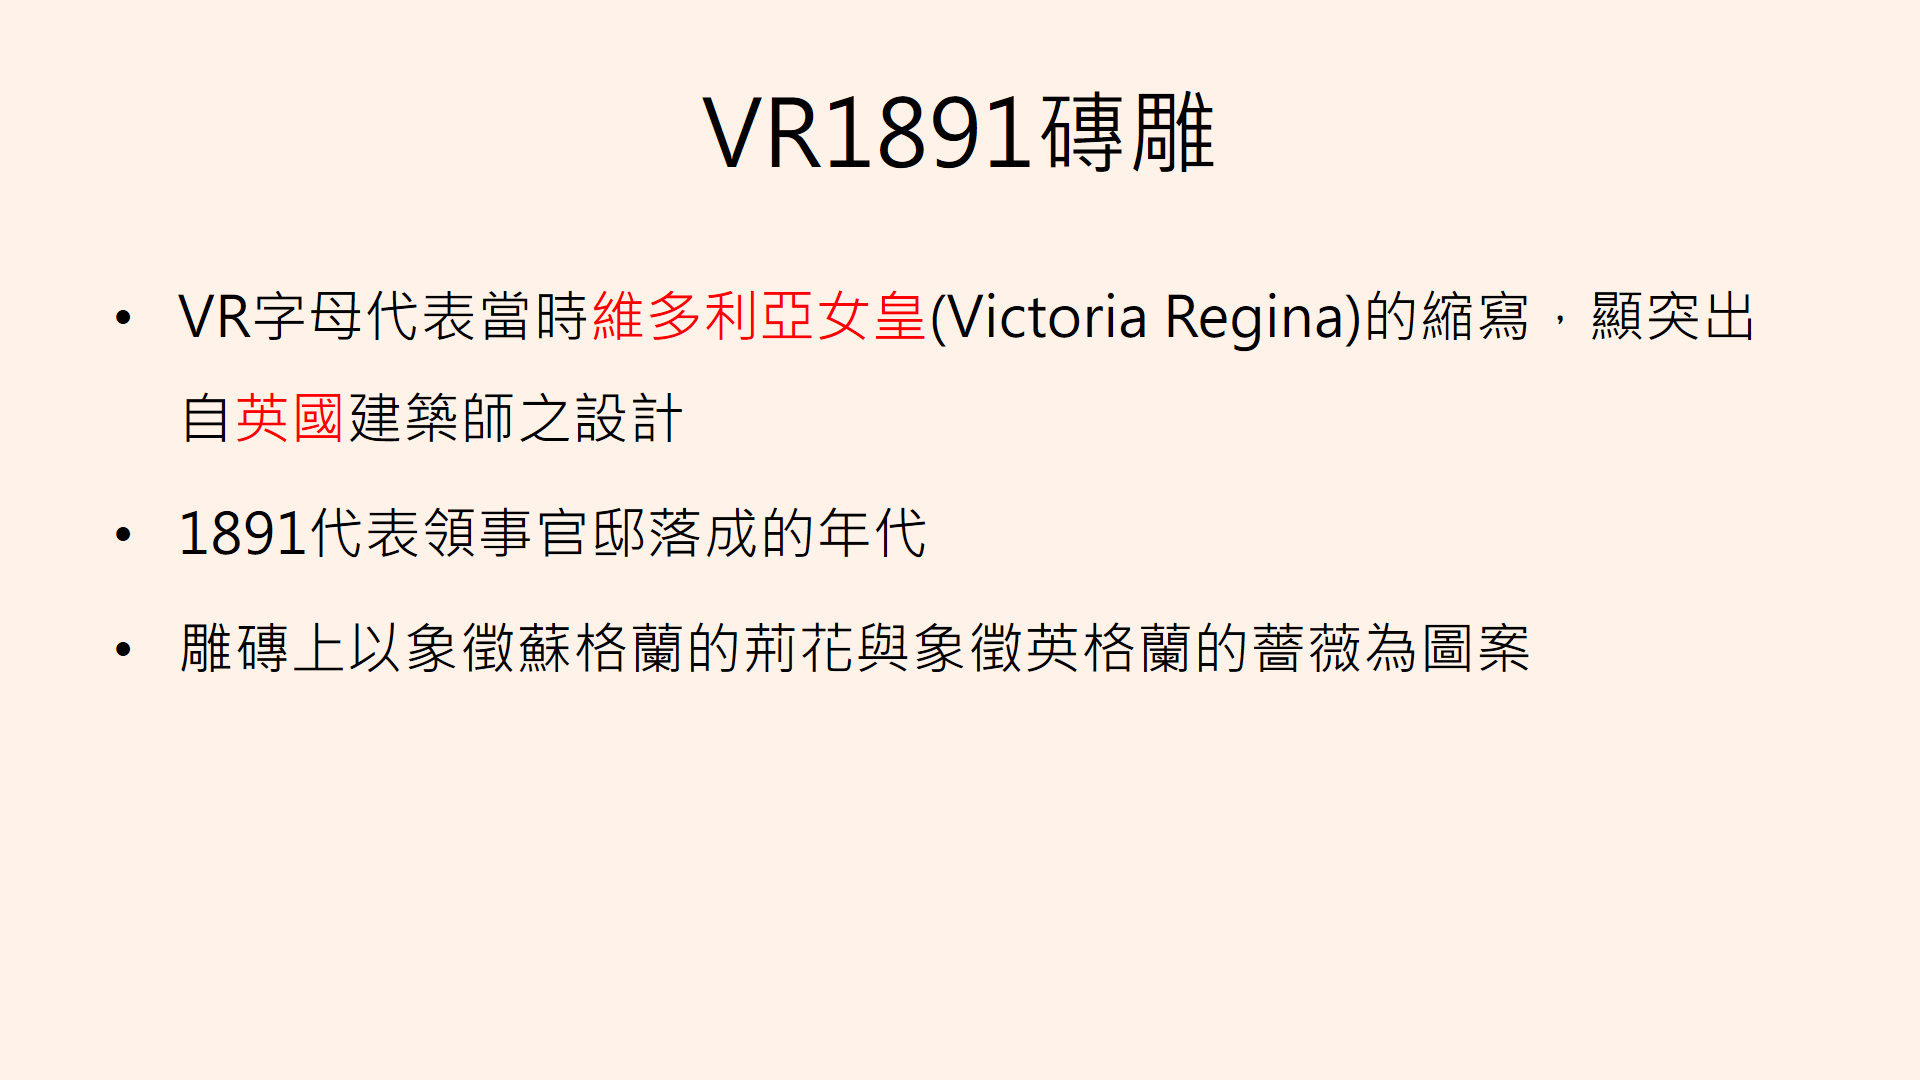 VR1891磚雕
• VR字母代表當時維多利亞女皇(Victoria Regina)的縮寫，顯突出
自英國建築師之設計
• 1891代表領事官邸落成的年代
• 雕磚上以象徵蘇格蘭的荊花與象徵英格蘭的薔薇為圖案